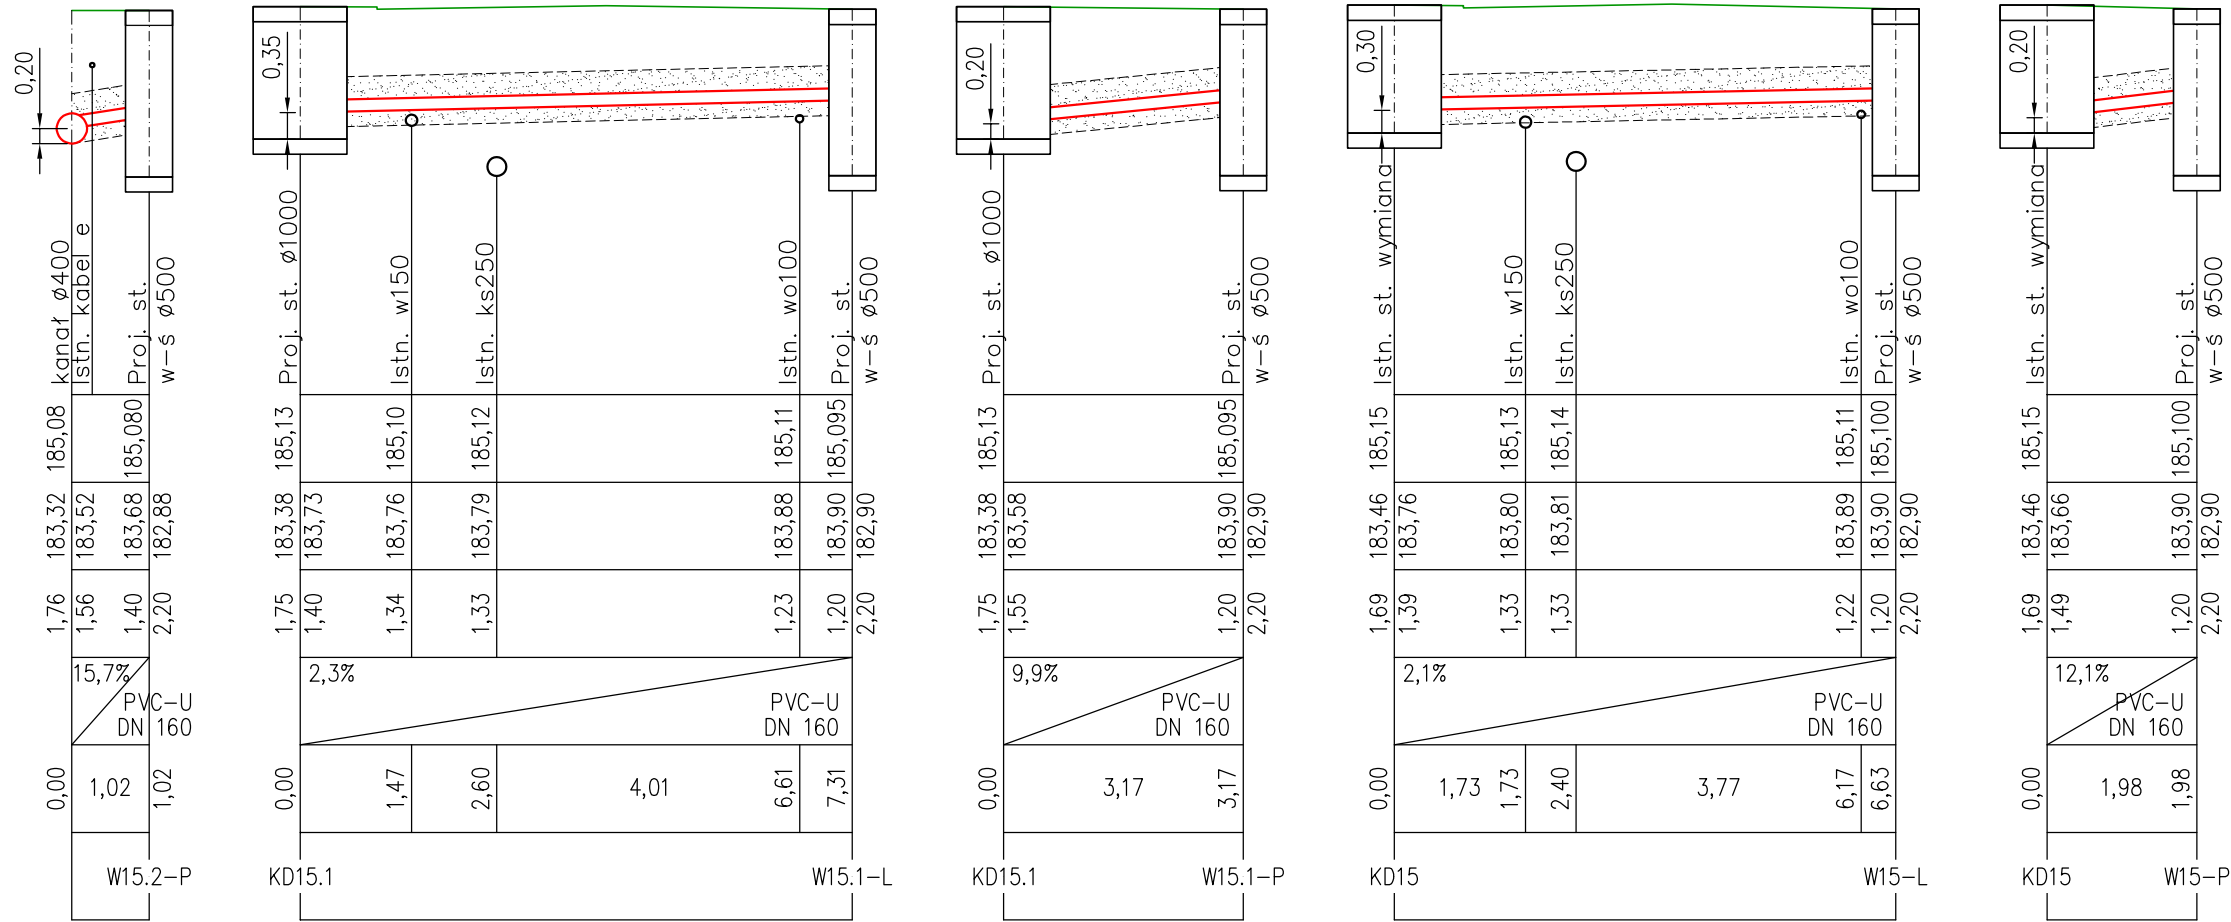 0,20
kanał ø400
Istn. kabel e
Proj. st.
w-ś ø500
185,08
185,080
183,32
183,52
183,68
182,88
1,76
1,56
1,40
2,20
15,7%
PVC-U
DN 160
0,00
1,02
1,02
W15.2-P
0,35
Proj. st. ø1000
Istn. w150
Istn. ks250
Istn. wo100
Proj. st.
w-ś ø500
185,13
185,10
185,12
185,11
185,095
183,38
183,73
183,76
183,79
183,88
183,90
182,90
1,75
1,40
1,34
1,33
1,23
1,20
2,20
2,3%
PVC-U
DN 160
0,00
1,47
2,60
4,01
6,61
7,31
KD15.1
W15.1-L
0,20
Proj. st. ø1000
Proj. st.
w-ś ø500
185,13
185,095
183,38
183,58
183,90
182,90
1,75
1,55
1,20
2,20
9,9%
PVC-U
DN 160
0,00
3,17
3,17
KD15.1
W15.1-P
0,30
Istn. st. wymiana
Istn. w150
Istn. ks250
Istn. wo100
Proj. st.
w-ś ø500
185,15
185,13
185,14
185,11
185,100
183,46
183,76
183,80
183,81
183,89
183,90
182,90
1,69
1,39
1,33
1,33
1,22
1,20
2,20
2,1%
PVC-U
DN 160
0,00
1,73
1,73
2,40
3,77
6,17
6,63
KD15
W15-L
0,20
Istn. st. wymiana
Proj. st.
w-ś ø500
185,15
185,100
183,46
183,66
183,90
182,90
1,69
1,49
1,20
2,20
12,1%
PVC-U
DN 160
0,00
1,98
1,98
KD15
W15-P